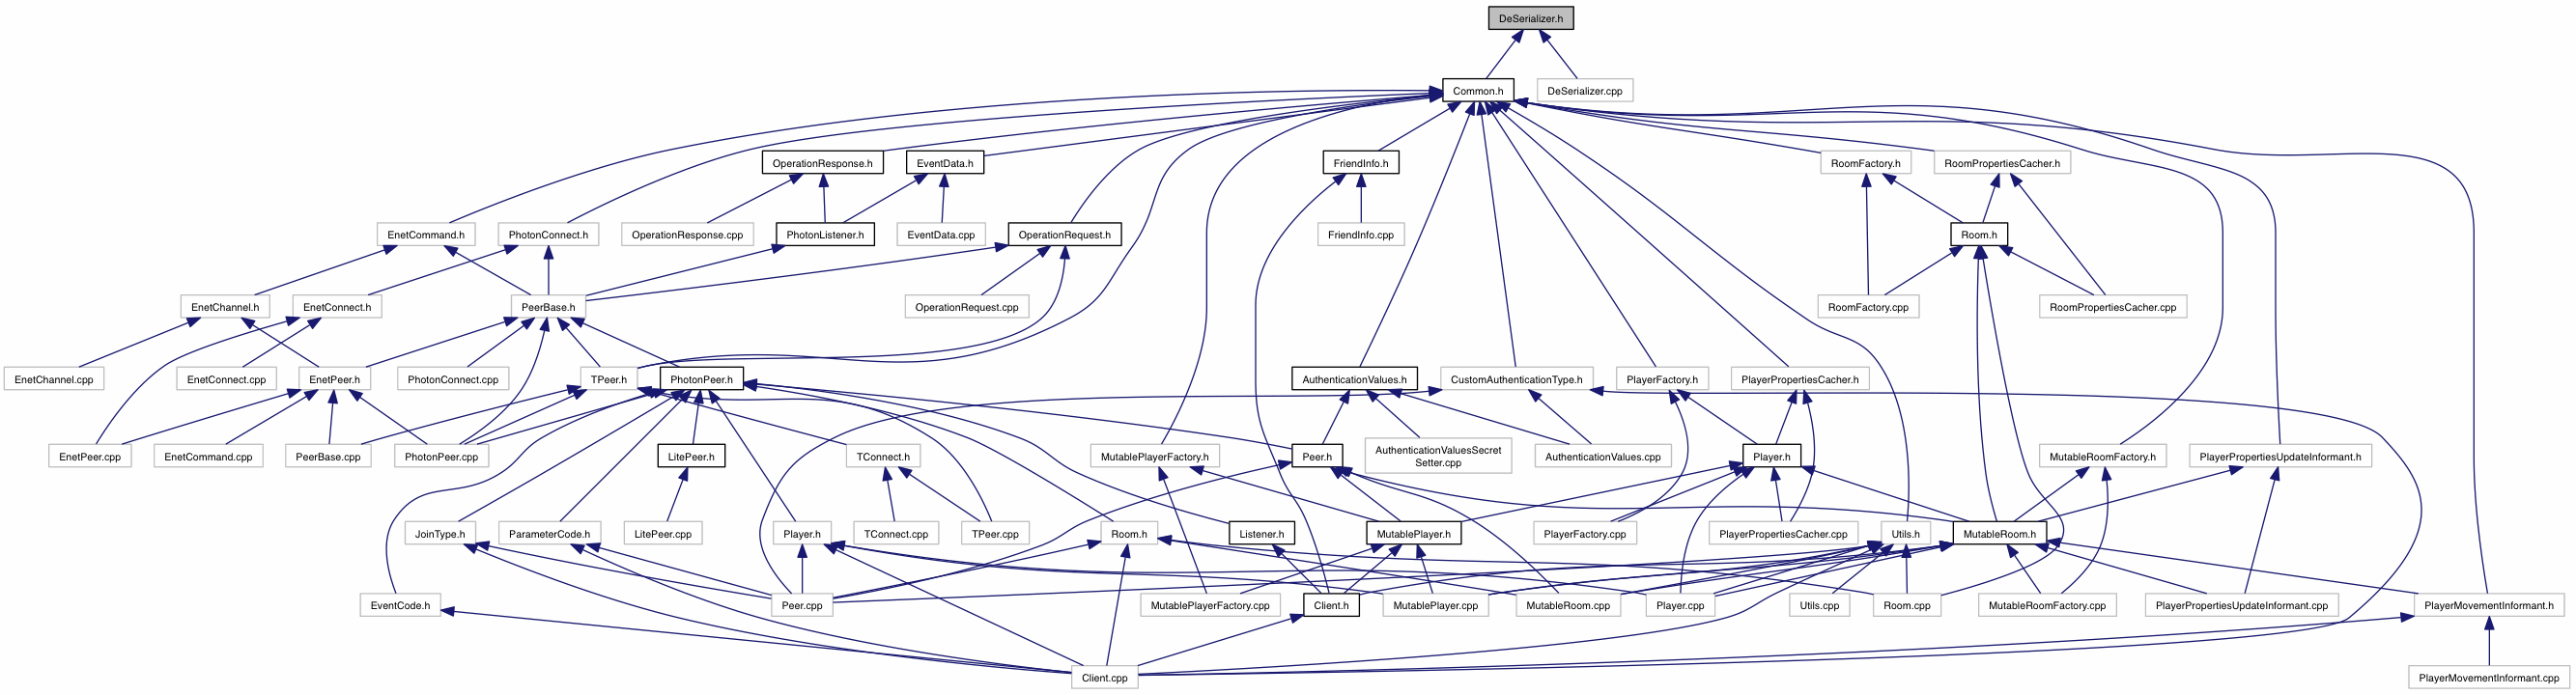 DeSerializer.h
Common.h
DeSerializer.cpp
OperationResponse.h
EventData.h
FriendInfo.h
RoomFactory.h
RoomPropertiesCacher.h
EnetCommand.h
PhotonConnect.h
OperationResponse.cpp
PhotonListener.h
EventData.cpp
OperationRequest.h
FriendInfo.cpp
Room.h
EnetChannel.h
EnetConnect.h
PeerBase.h
OperationRequest.cpp
RoomFactory.cpp
RoomPropertiesCacher.cpp
EnetChannel.cpp
EnetConnect.cpp
EnetPeer.h
PhotonConnect.cpp
TPeer.h
PhotonPeer.h
AuthenticationValues.h
CustomAuthenticationType.h
PlayerFactory.h
PlayerPropertiesCacher.h
EnetPeer.cpp
EnetCommand.cpp
PeerBase.cpp
PhotonPeer.cpp
LitePeer.h
TConnect.h
MutablePlayerFactory.h
Peer.h
AuthenticationValuesSecret
Setter.cpp
AuthenticationValues.cpp
Player.h
MutableRoomFactory.h
PlayerPropertiesUpdateInformant.h
JoinType.h
ParameterCode.h
LitePeer.cpp
Player.h
TConnect.cpp
TPeer.cpp
Room.h
Listener.h
MutablePlayer.h
PlayerFactory.cpp
PlayerPropertiesCacher.cpp
Utils.h
MutableRoom.h
EventCode.h
Peer.cpp
MutablePlayerFactory.cpp
Client.h
MutablePlayer.cpp
MutableRoom.cpp
Player.cpp
Utils.cpp
Room.cpp
MutableRoomFactory.cpp
PlayerPropertiesUpdateInformant.cpp
PlayerMovementInformant.h
Client.cpp
PlayerMovementInformant.cpp